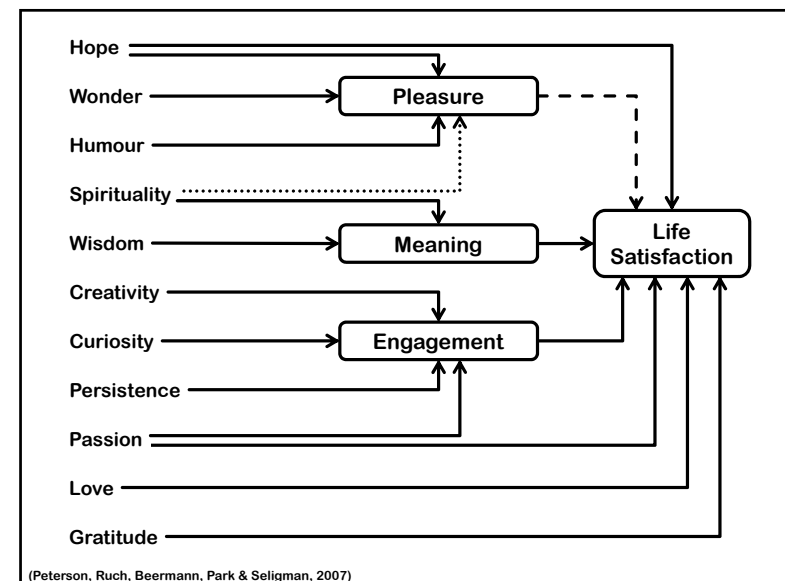 Hope
Wonder
Pleasure
Humour
Spirituality
Wisdom
Meaning
Life
Satisfaction
Creativity
Curiosity
Engagement
Persistence
Passion
Love
Gratitude
(Peterson, Ruch, Beermann, Park & Seligman, 2007)